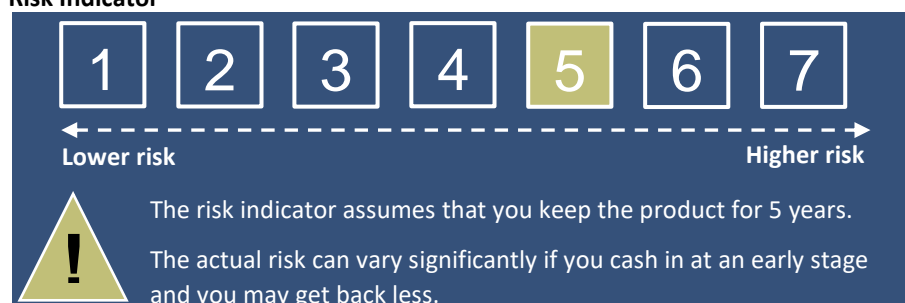 Risk Indicator
1 2 3 4 5 6 7
Lower risk Higher risk
The risk indicator assumes that you keep the product for 5 years.
! The actual risk can vary significantly if you cash in at an early stage
and you may get back less.